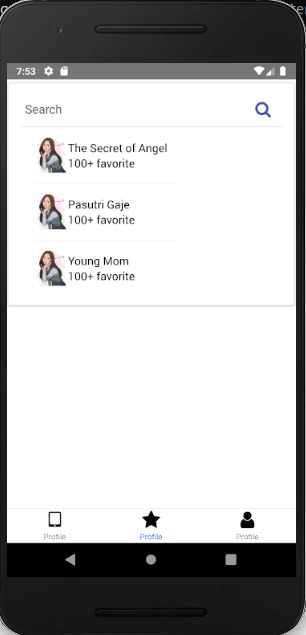 7:53
Search
The Secret of Angel
100+ favorite
Pasutri Gaje
100+ favorite
Young Mom
100+ favorite
Profile Profile Profile